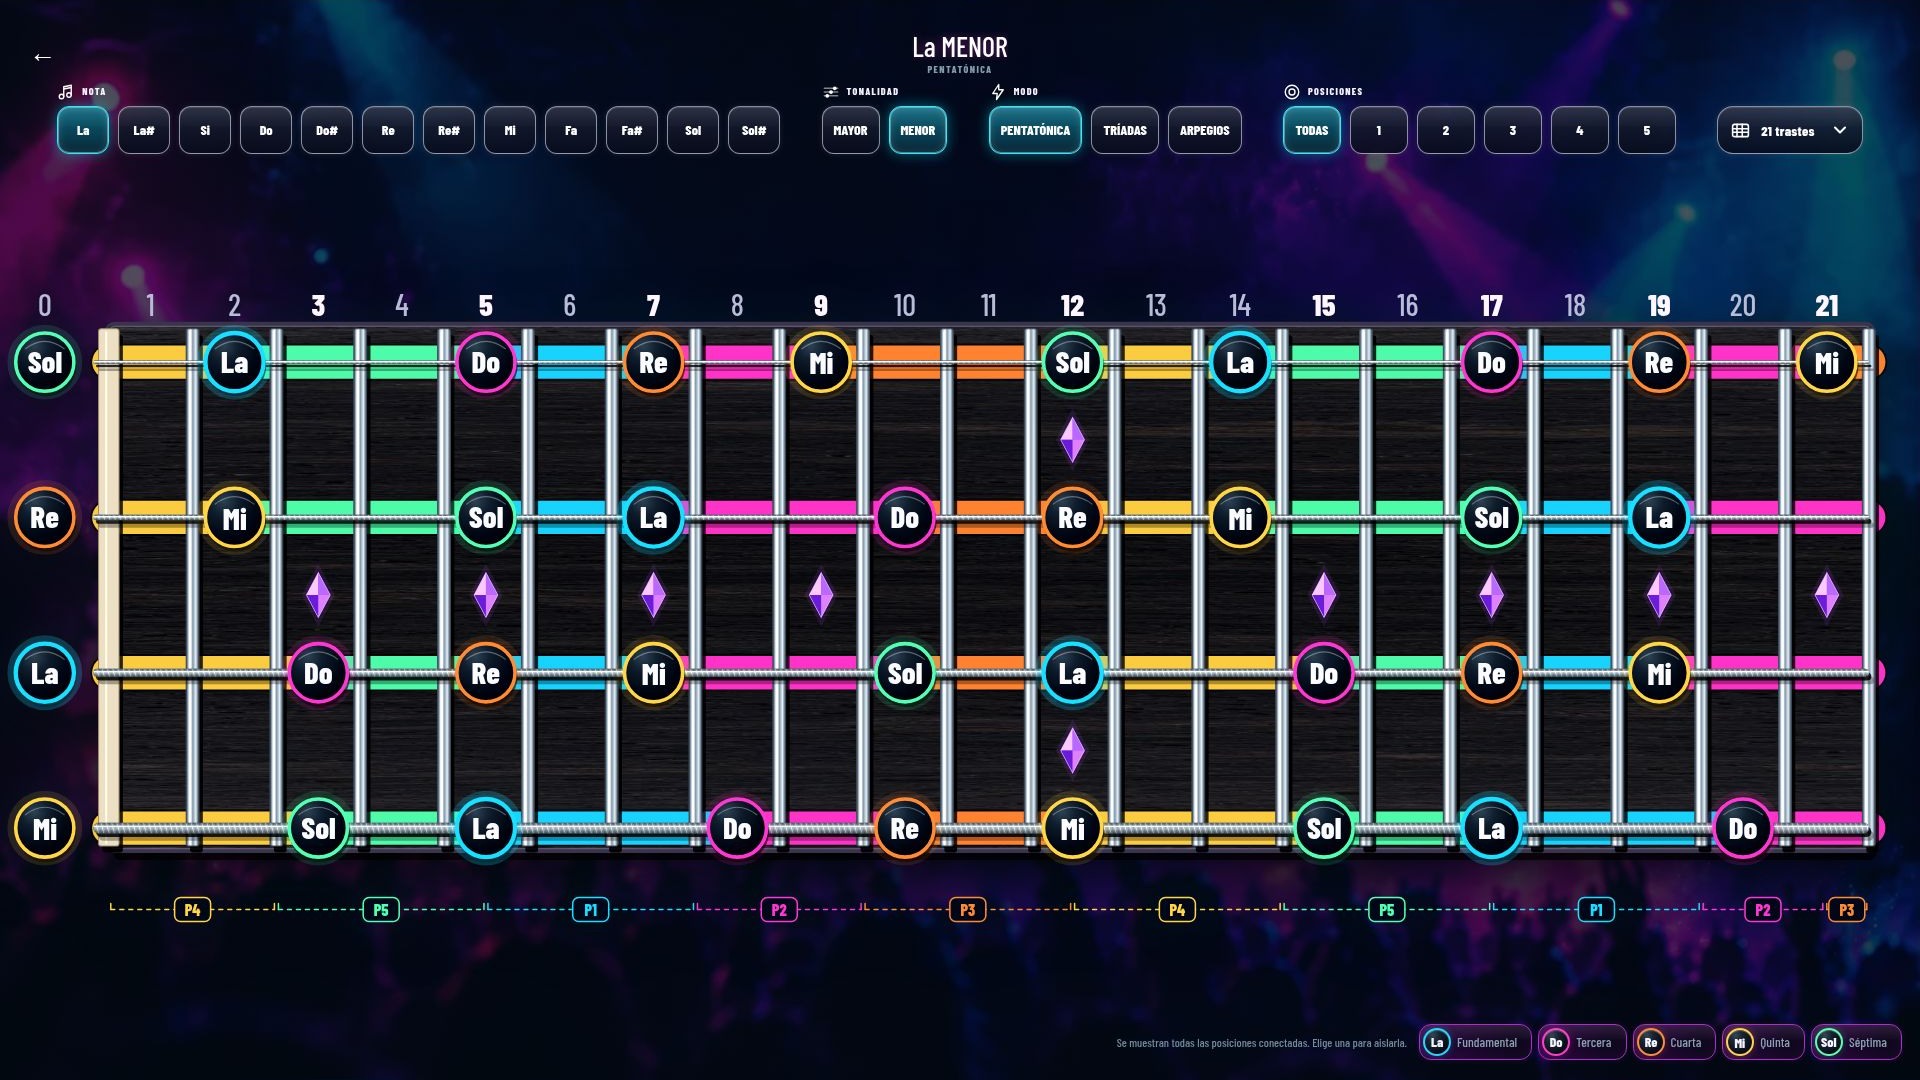 ←
La MENOR
PENTATÓNICA
NOTA
TONALIDAD
MODO
POSICIONES
La La# Si Do Do# Re Re# Mi Fa Fa# Sol Sol#
MAYOR MENOR
PENTATÓNICA TRÍADAS ARPEGIOS
TODAS 1 2 3 4 5
21 trastes
0 1 2 3 4 5 6 7 8 9 10 11 12 13 14 15 16 17 18 19 20 21
Sol La Do Re Mi Sol La Do Re Mi
Re Mi Sol La Do Re Mi Sol La
La Do Re Mi Sol La Do Re Mi
Mi Sol La Do Re Mi Sol La Do
P4 P5 P1 P2 P3 P4 P5 P1 P2 P3
Se muestran todas las posiciones conectadas. Elige una para aislarla.
La Fundamental
Do Tercera
Re Cuarta
Mi Quinta
Sol Séptima